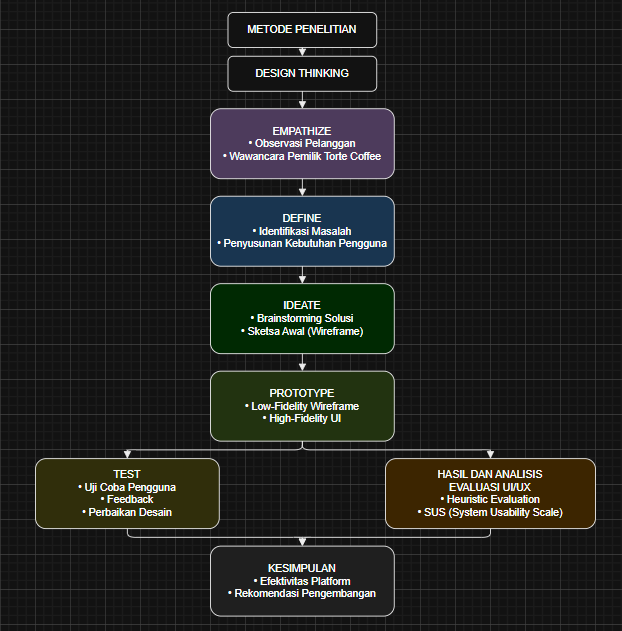 METODE PENELITIAN
DESIGN THINKING
EMPATHIZE
• Observasi Pelanggan
• Wawancara Pemilik Torte Coffee
DEFINE
• Identifikasi Masalah
• Penyusunan Kebutuhan Pengguna
IDEATE
• Brainstorming Solusi
• Sketsa Awal (Wireframe)
PROTOTYPE
• Low-Fidelity Wireframe
• High-Fidelity UI
TEST
• Uji Coba Pengguna
• Feedback
• Perbaikan Desain
HASIL DAN ANALISIS
EVALUASI UI/UX
• Heuristic Evaluation
• SUS (System Usability Scale)
KESIMPULAN
• Efektivitas Platform
• Rekomendasi Pengembangan